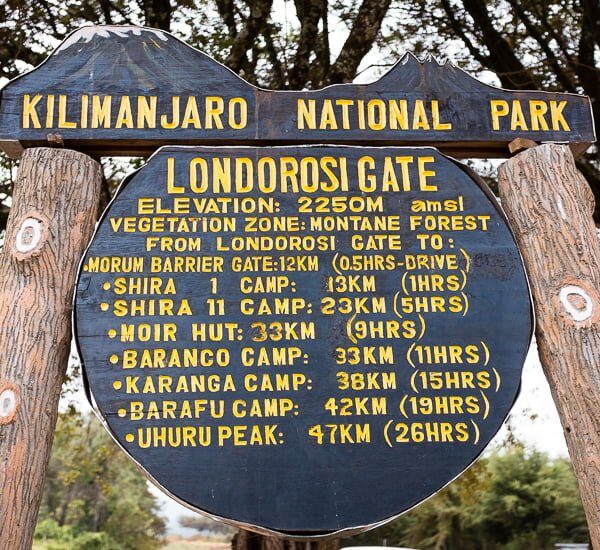 KILIMANJARO NATIONAL PARK
LONDOROSI GATE
ELEVATION: 2250M amsl
VEGETATION ZONE: MONTANE FOREST
FROM LONDOROSI GATE TO:
•MORUM BARRIER GATE:12KM (0.5HRS-DRIVE)
•SHIRA 1 CAMP: 13KM (1HRS)
•SHIRA 11 CAMP: 23KM (5HRS)
•MOIR HUT: 33KM (9HRS)
•BARANCO CAMP: 33KM (11HRS)
•KARANGA CAMP: 38KM (15HRS)
•BARAFU CAMP: 42KM (19HRS)
•UHURU PEAK: 47KM (26HRS)